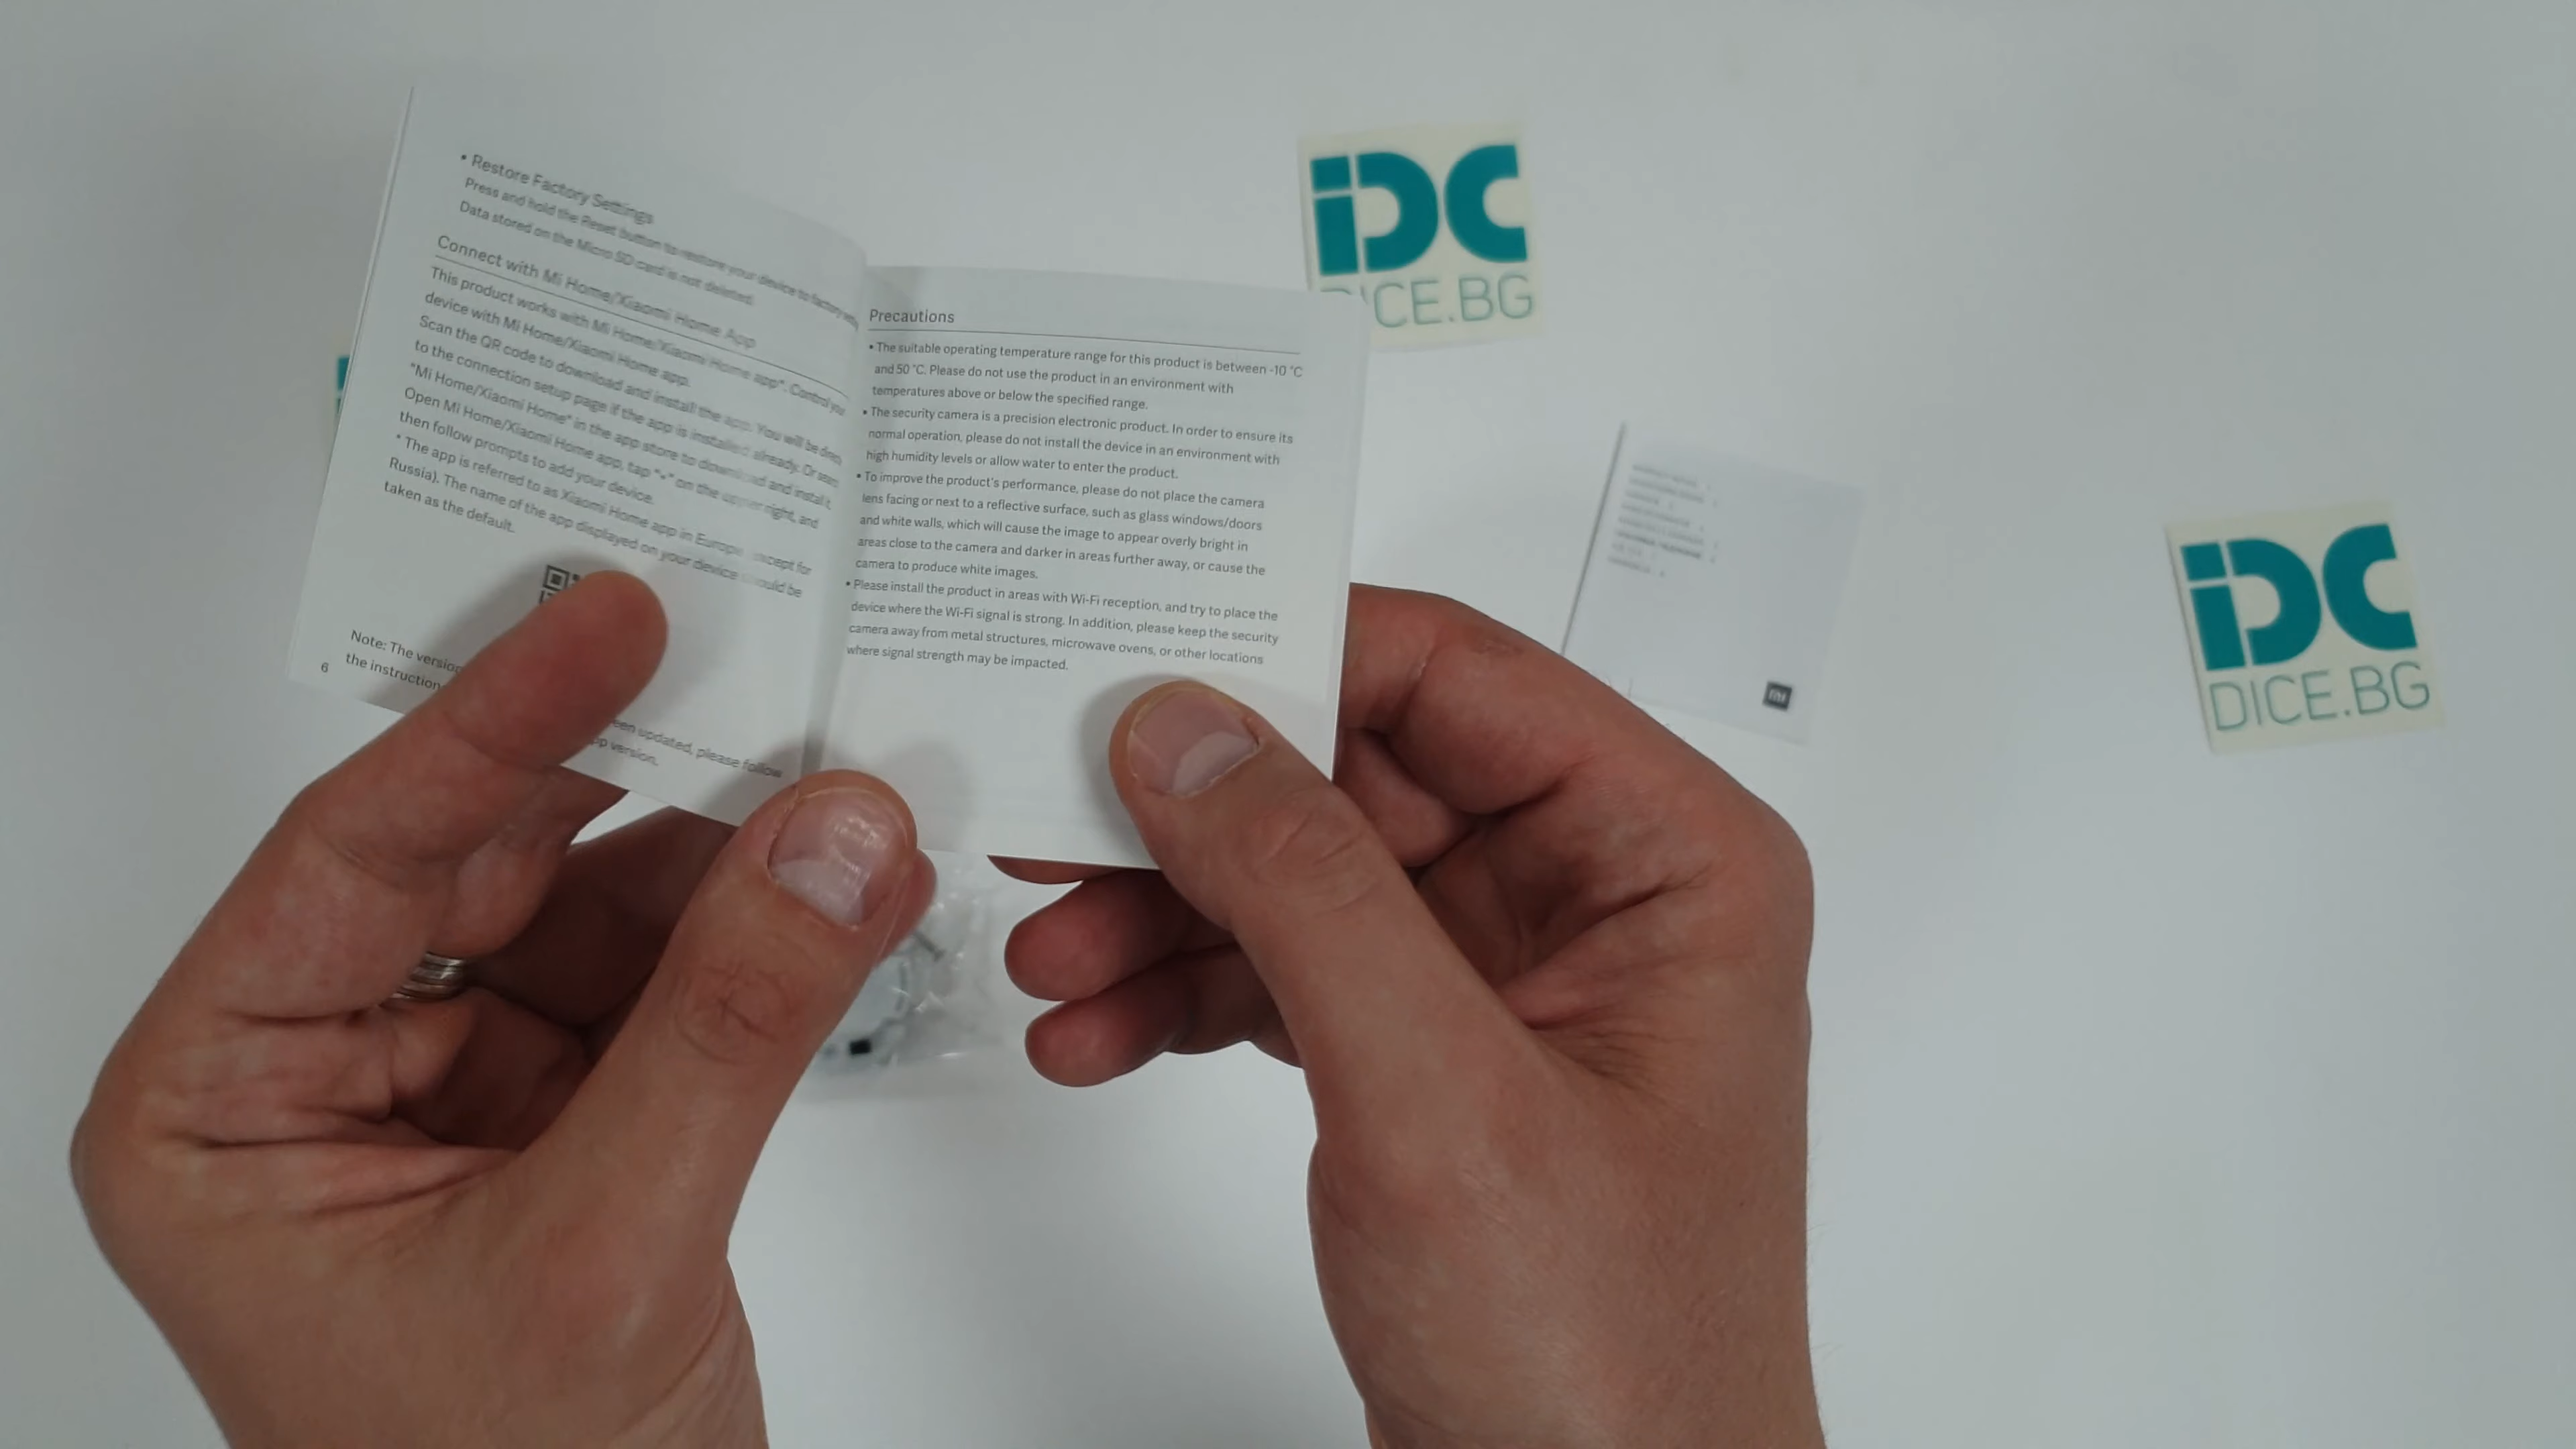 • Restore Factory Settings
Press and hold the Reset button to restore your device to factory
Data stored on the Micro SD card is not deleted.
Connect with Mi Home/Xiaomi Home App
This product works with Mi Home/Xiaomi Home app*. Control
device with Mi Home/Xiaomi Home app.
Scan the QR code to download and install the app. You will be
to the connection setup page if the app is installed already. Or
"Mi Home/Xiaomi Home" in the app store to download and install it.
Open Mi Home/Xiaomi Home app, tap "+" on the upper right, and
then follow prompts to add your device.
* The app is referred to as Xiaomi Home app in Europe except for
Russia). The name of the app displayed on your device should be
taken as the default.
Note: The version
een updated, please follow
the instruction
pp version.
6
Precautions
• The suitable operating temperature range for this product is between -10 °C
and 50 °C. Please do not use the product in an environment with
temperatures above or below the specified range.
• The security camera is a precision electronic product. In order to ensure its
normal operation, please do not install the device in an environment with
high humidity levels or allow water to enter the product.
• To improve the product's performance, please do not place the camera
lens facing or next to a reflective surface, such as glass windows/doors
and white walls, which will cause the image to appear overly bright in
areas close to the camera and darker in areas further away, or cause the
camera to produce white images.
• Please install the product in areas with Wi-Fi reception, and try to place the
device where the Wi-Fi signal is strong. In addition, please keep the security
camera away from metal structures, microwave ovens, or other locations
where signal strength may be impacted.
iDC
ICE.BG
iDC
DICE.BG
mi